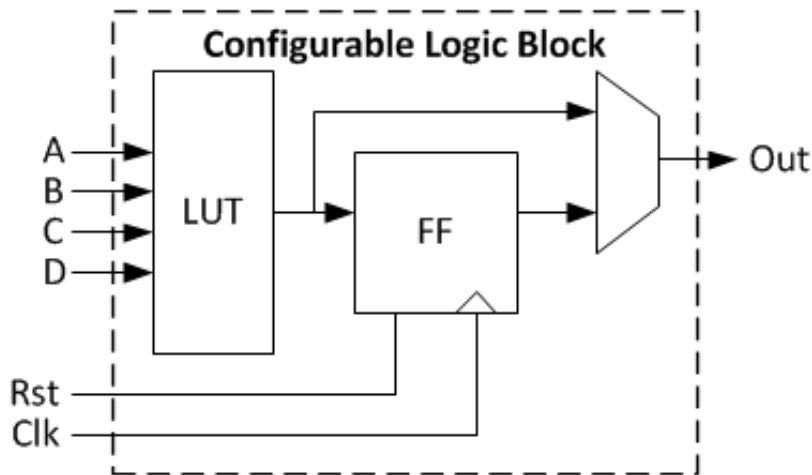 Configurable Logic Block
A
B
C
D
LUT
FF
Out
Rst
Clk